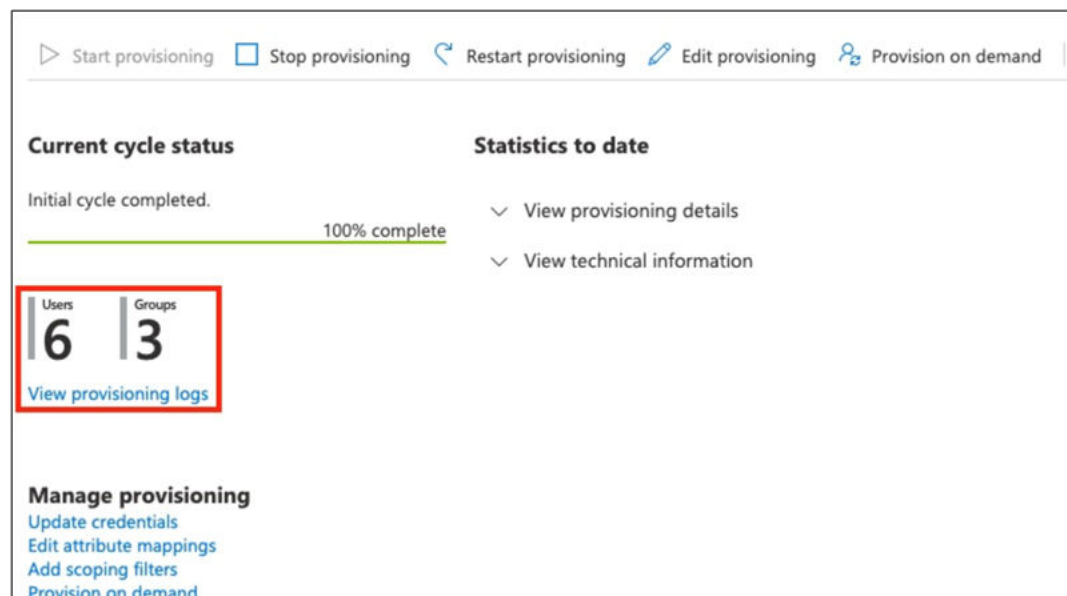 Start provisioning Stop provisioning Restart provisioning Edit provisioning Provision on demand
Current cycle status
Initial cycle completed.
100% complete
Users Groups
6 3
View provisioning logs
Statistics to date
View provisioning details
View technical information
Manage provisioning
Update credentials
Edit attribute mappings
Add scoping filters
Provision on demand